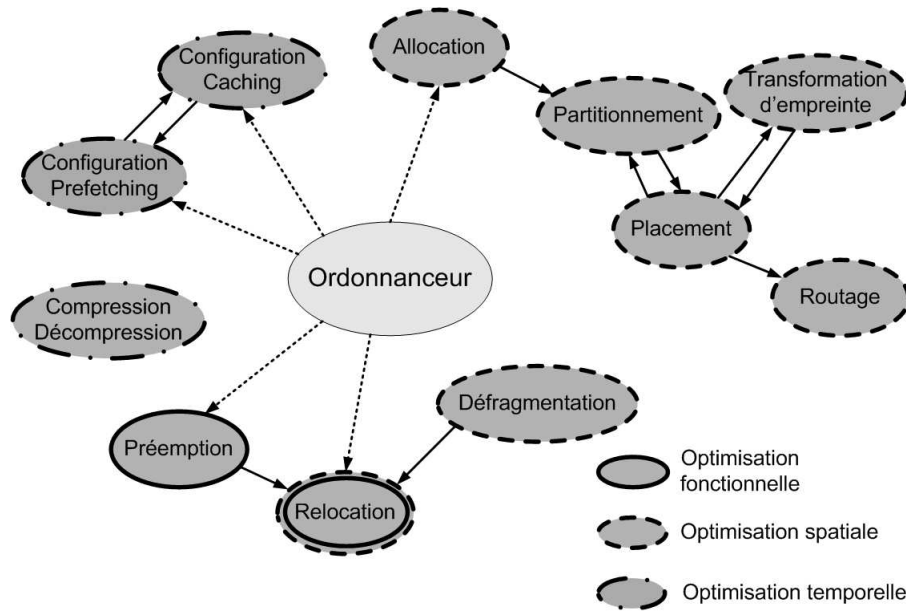 Configuration
Caching
Allocation
Transformation
d'empreinte
Partitionnement
Configuration
Prefetching
Placement
Ordonnanceur
Routage
Compression
Décompression
Défragmentation
Préemption
Relocation
Optimisation
fonctionnelle
Optimisation spatiale
Optimisation temporelle